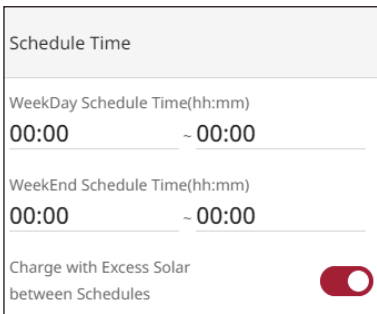 Schedule Time
WeekDay Schedule Time(hh:mm)
00:00 ~ 00:00
WeekEnd Schedule Time(hh:mm)
00:00 ~ 00:00
Charge with Excess Solar
between Schedules